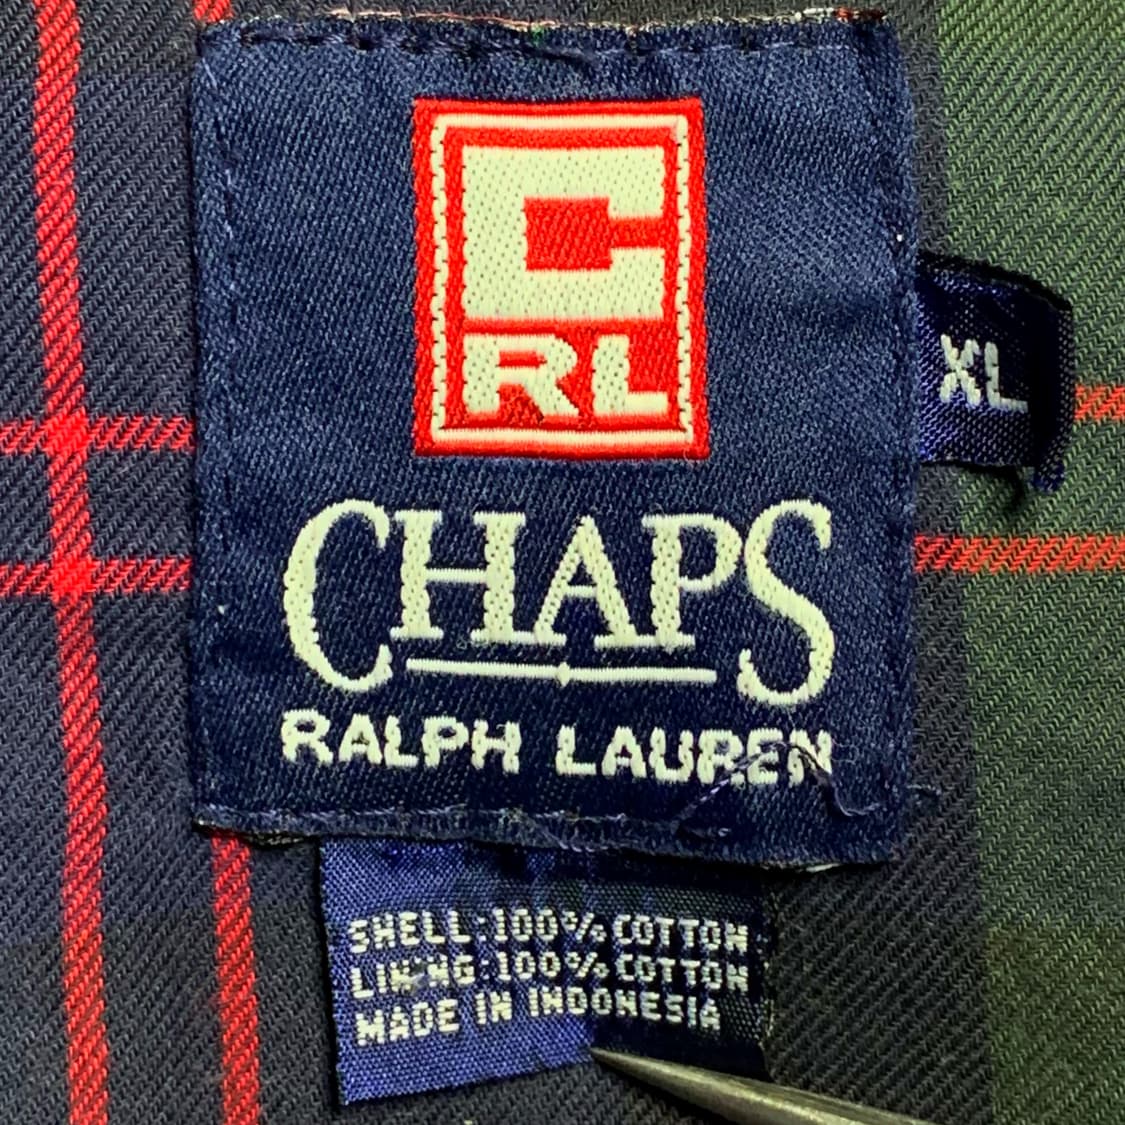 C
RL
XL
CHAPS
RALPH LAUREN
SHELL:100% COTTON
LINING:100% COTTON
MADE IN INDONESIA